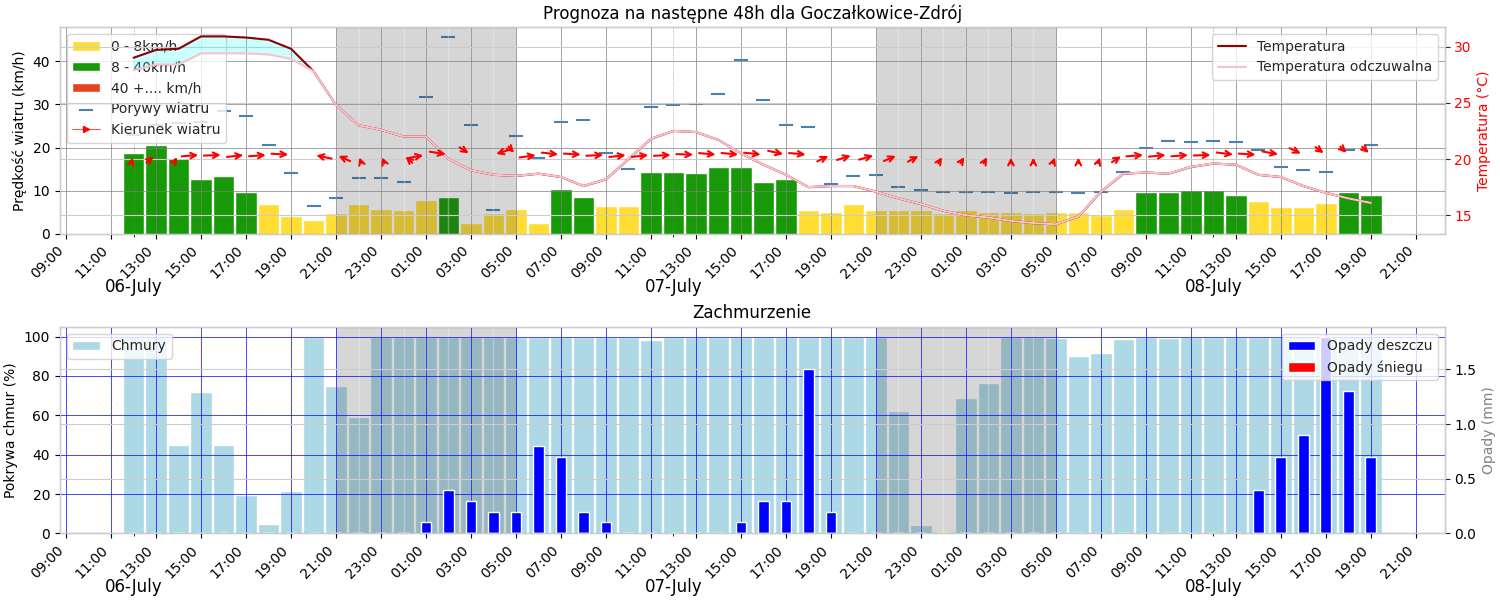 Prognoza na następne 48h dla Goczałkowice-Zdrój
0 - 8km/h
8 - 40km/h
40 +.... km/h
Porywy wiatru
Kierunek wiatru
Temperatura
Temperatura odczuwalna
Prędkość wiatru (km/h)
40
30
20
10
0
Temperatura (°C)
30
25
20
15
09:00 11:00 13:00 15:00 17:00 19:00 21:00 23:00 01:00 03:00 05:00 07:00 09:00 11:00 13:00 15:00 17:00 19:00 21:00 23:00 01:00 03:00 05:00 07:00 09:00 11:00 13:00 15:00 17:00 19:00 21:00
06-July 07-July 08-July
Zachmurzenie
Chmury
Opady deszczu
Opady śniegu
Pokrywa chmur (%)
100
80
60
40
20
0
Opady (mm)
1.5
1.0
0.5
0.0
09:00 11:00 13:00 15:00 17:00 19:00 21:00 23:00 01:00 03:00 05:00 07:00 09:00 11:00 13:00 15:00 17:00 19:00 21:00 23:00 01:00 03:00 05:00 07:00 09:00 11:00 13:00 15:00 17:00 19:00 21:00
06-July 07-July 08-July